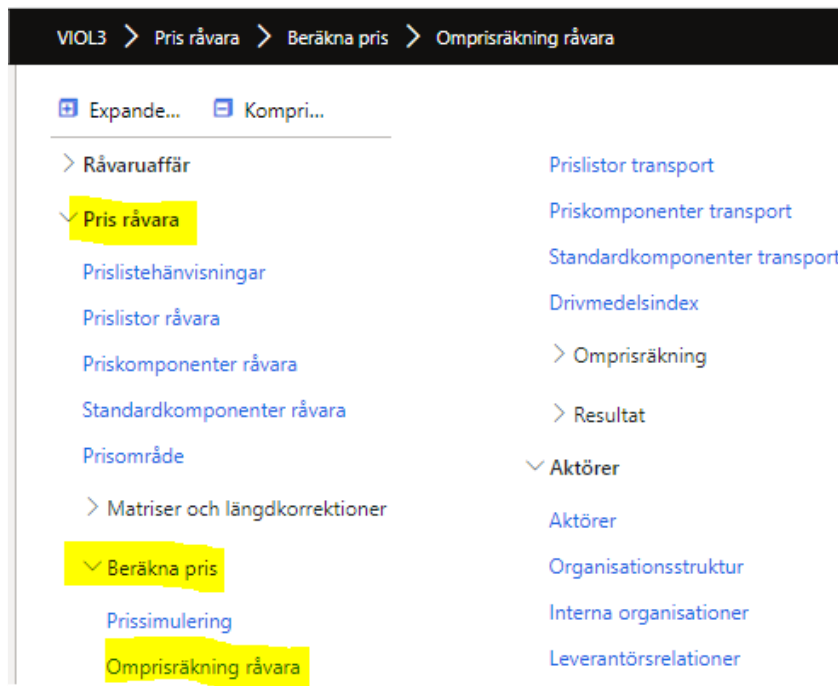 VIOL3 > Pris råvara > Beräkna pris > Omprisräkning råvara
Expande... Kompri...
Råvaruaffär
Pris råvara
Prislistehänvisningar
Prislistor råvara
Priskomponenter råvara
Standardkomponenter råvara
Prisområde
Matriser och längdkorrektioner
Beräkna pris
Prissimulering
Omprisräkning råvara
Prislistor transport
Priskomponenter transport
Standardkomponenter transport
Drivmedelsindex
Omprisräkning
Resultat
Aktörer
Aktörer
Organisationsstruktur
Interna organisationer
Leverantörsrelationer